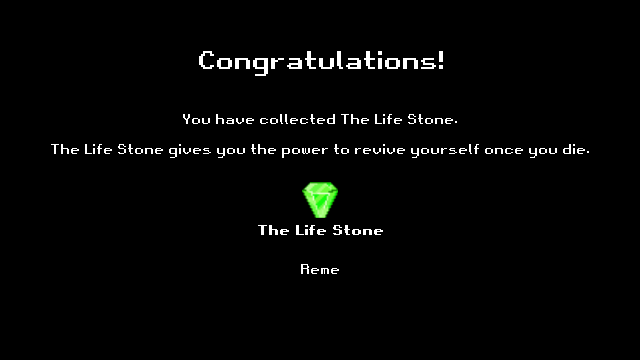 Congratulations!
You have collected The Life Stone.
The Life Stone gives you the power to revive yourself once you die.
The Life Stone
Reme